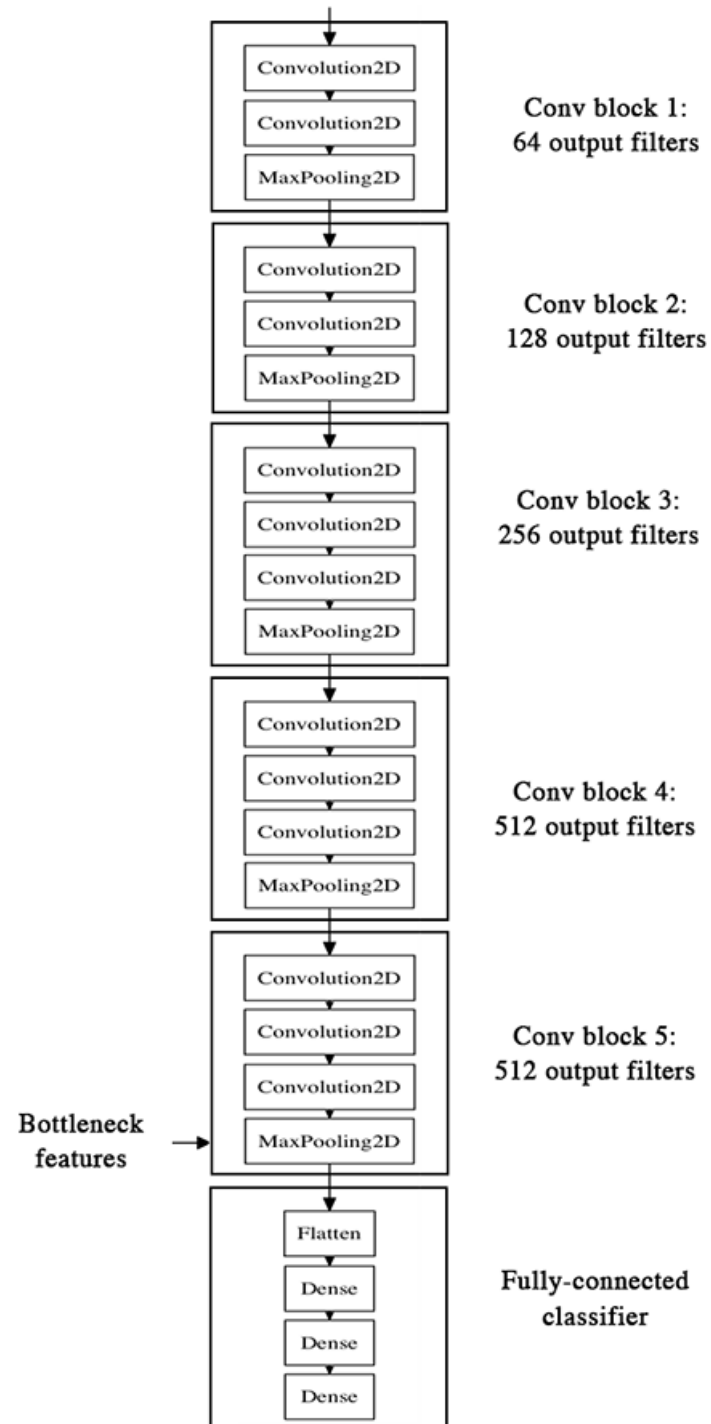 Convolution2D
Convolution2D
MaxPooling2D
Conv block 1:
64 output filters
Convolution2D
Convolution2D
MaxPooling2D
Conv block 2:
128 output filters
Convolution2D
Convolution2D
Convolution2D
MaxPooling2D
Conv block 3:
256 output filters
Convolution2D
Convolution2D
Convolution2D
MaxPooling2D
Conv block 4:
512 output filters
Convolution2D
Convolution2D
Convolution2D
MaxPooling2D
Conv block 5:
512 output filters
Bottleneck
features
Flatten
Dense
Dense
Dense
Fully-connected
classifier